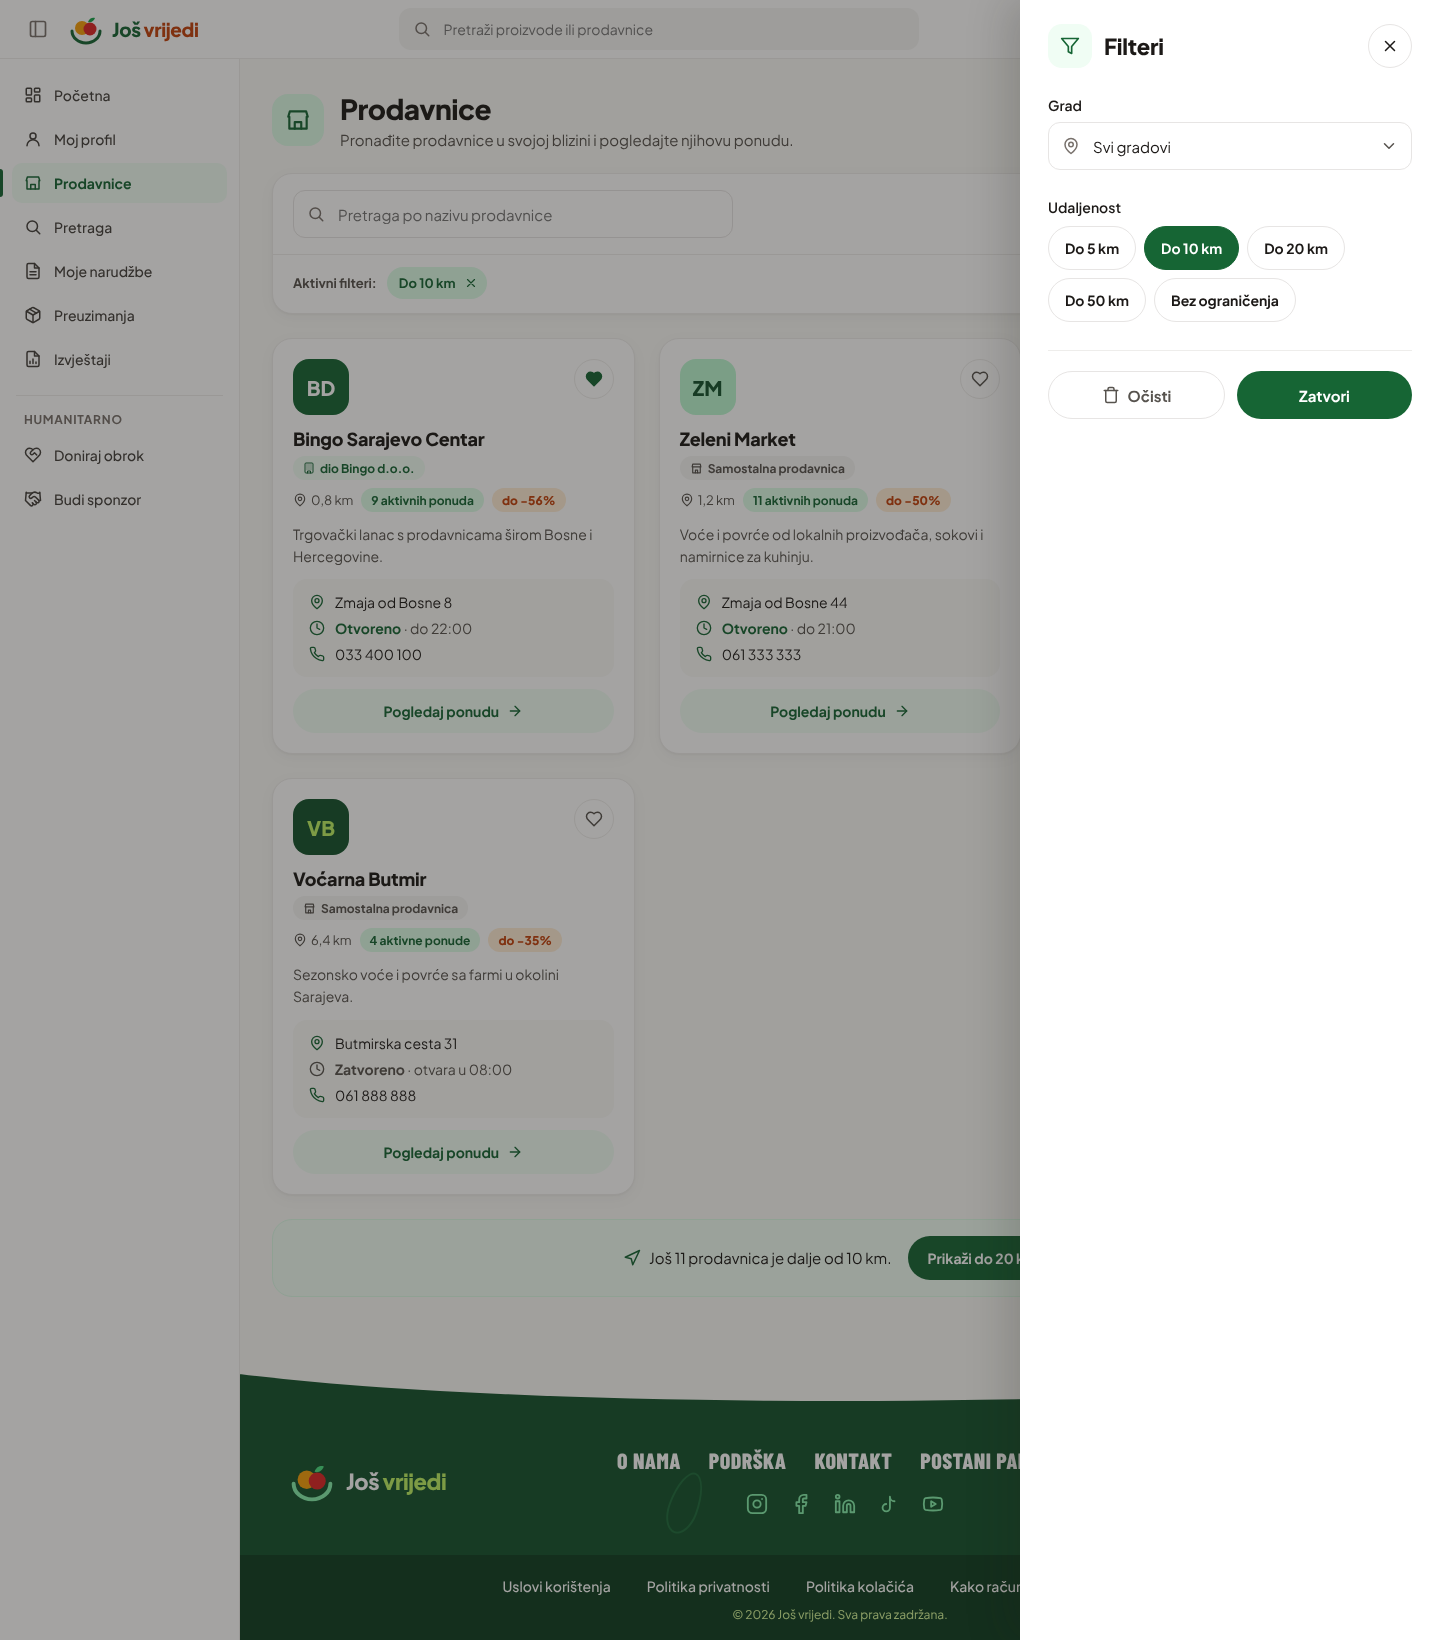 Još vrijedi
Pretraži proizvode ili prodavnice
Početna
Moj profil
Prodavnice
Pretraga
Moje narudžbe
Preuzimanja
Izvještaji
HUMANITARNO
Doniraj obrok
Budi sponzor
Prodavnice
Pronađite prodavnice u svojoj blizini i pogledajte njihovu ponudu.
Pretraga po nazivu prodavnice
Aktivni filteri: Do 10 km
BD
Bingo Sarajevo Centar
dio Bingo d.o.o.
0,8 km 9 aktivnih ponuda do -56%
Trgovački lanac s prodavnicama širom Bosne i
Hercegovine.
Zmaja od Bosne 8
Otvoreno · do 22:00
033 400 100
Pogledaj ponudu
ZM
Zeleni Market
Samostalna prodavnica
1,2 km 11 aktivnih ponuda do -50%
Voće i povrće od lokalnih proizvođača, sokovi i
namirnice za kuhinju.
Zmaja od Bosne 44
Otvoreno · do 21:00
061 333 333
Pogledaj ponudu
VB
Voćarna Butmir
Samostalna prodavnica
6,4 km 4 aktivne ponude do -35%
Sezonsko voće i povrće sa farmi u okolini
Sarajeva.
Butmirska cesta 31
Zatvoreno · otvara u 08:00
061 888 888
Pogledaj ponudu
Još 11 prodavnica je dalje od 10 km. Prikaži do 20
Još vrijedi
O NAMA PODRŠKA KONTAKT POSTANI
Uslovi korištenja Politika privatnosti Politika kolačića Kako
© 2026 Još vrijedi. Sva prava zadržana.
Filteri
Grad
Svi gradovi
Udaljenost
Do 5 km Do 10 km Do 20 km
Do 50 km Bez ograničenja
Očisti Zatvori